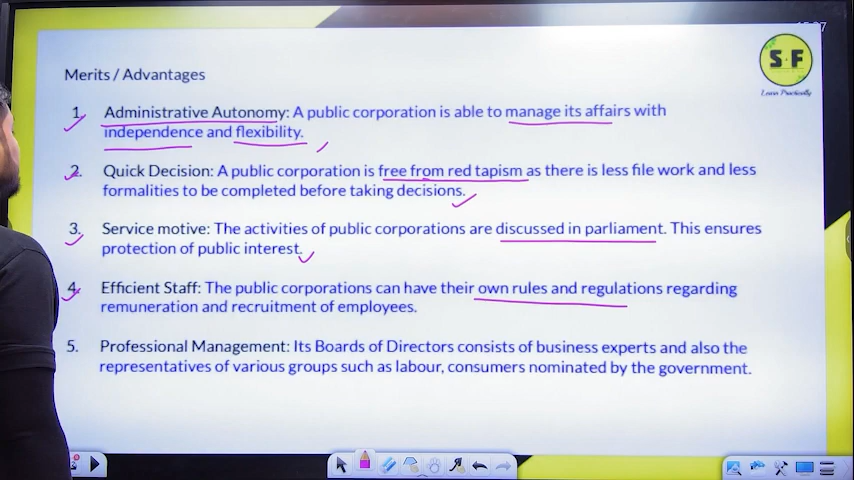 S F
Learn Practically
Merits / Advantages
1. Administrative Autonomy: A public corporation is able to manage its affairs with
independence and flexibility.
2. Quick Decision: A public corporation is free from red tapism as there is less file work and less
formalities to be completed before taking decisions.
3. Service motive: The activities of public corporations are discussed in parliament. This ensures
protection of public interest.
4. Efficient Staff: The public corporations can have their own rules and regulations regarding
remuneration and recruitment of employees.
5. Professional Management: Its Boards of Directors consists of business experts and also the
representatives of various groups such as labour, consumers nominated by the government.